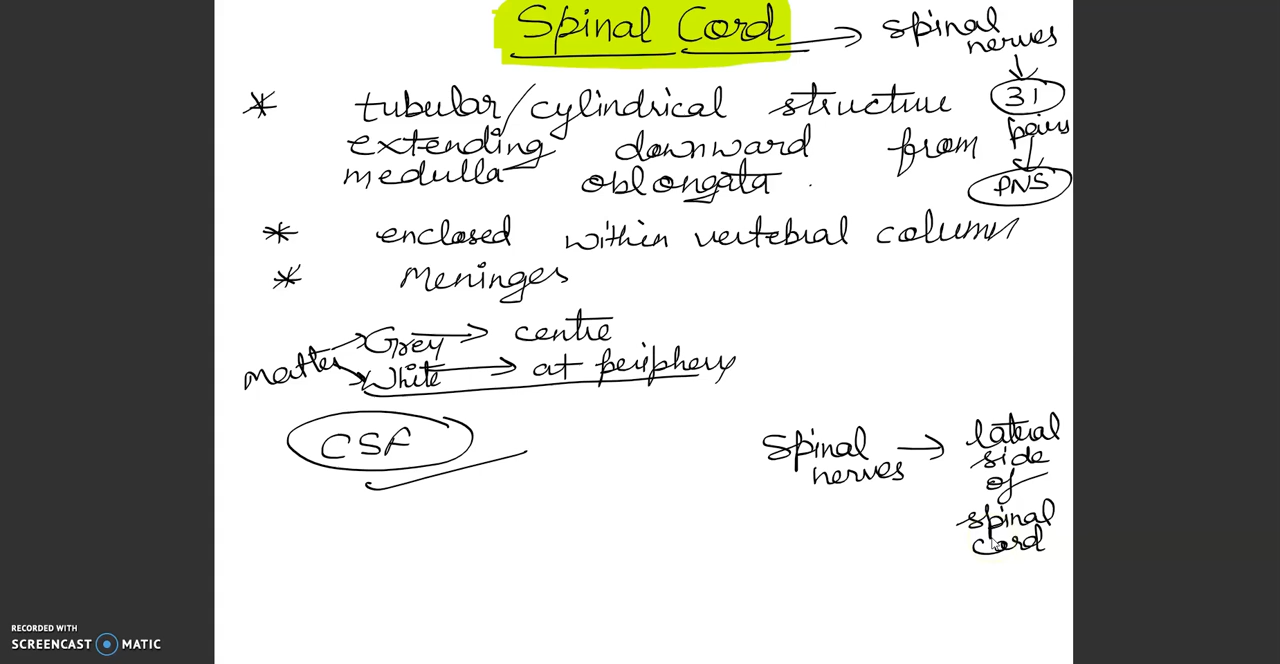 Spinal Cord → spinal nerves
↓
31
pairs
↓
PNS
* tubular/cylindrical structure
extending downward from
medulla oblongata.
* enclosed within vertebral column
* Meninges
matter
Grey → centre
White → at periphery
CSF
Spinal nerves → lateral
side
of
spinal
cord
RECORDED WITH
SCREENCAST MATIC